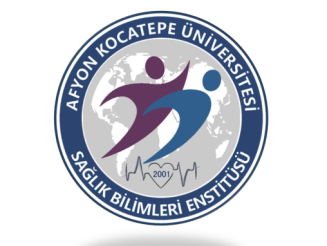 AFYON KOCATEPE ÜNİVERSİTESİ
2001
SAĞLIK BİLİMLERİ ENSTİTÜSÜ